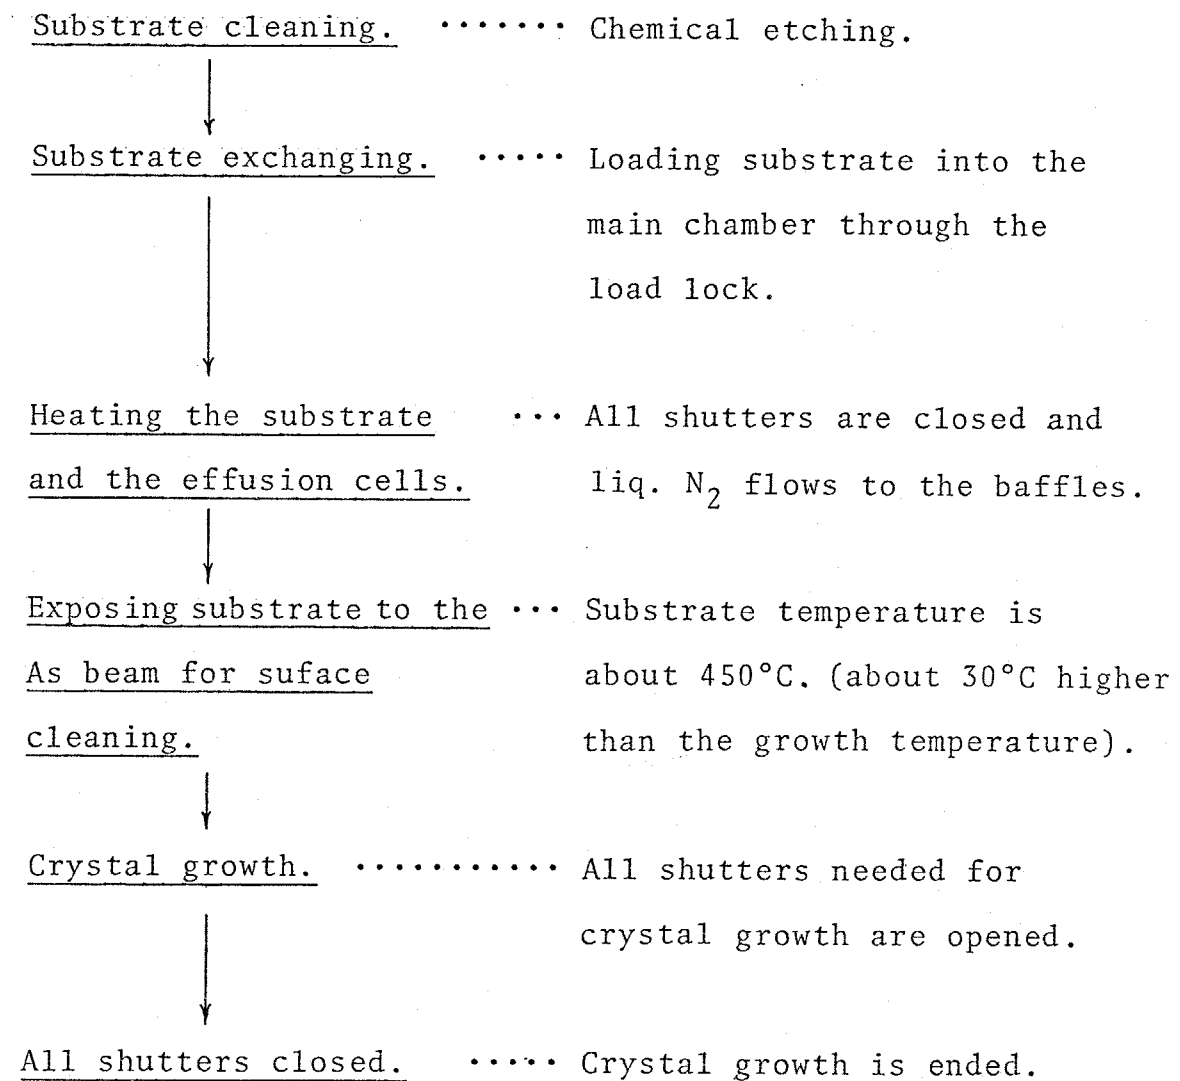 Substrate cleaning. ······· Chemical etching.
Substrate exchanging. ····· Loading substrate into the
main chamber through the
load lock.
Heating the substrate ··· All shutters are closed and
and the effusion cells. liq. N₂ flows to the baffles.
Exposing substrate to the ··· Substrate temperature is
As beam for suface about 450°C. (about 30°C higher
cleaning. than the growth temperature).
Crystal growth. ··········· All shutters needed for
crystal growth are opened.
All shutters closed. ····· Crystal growth is ended.